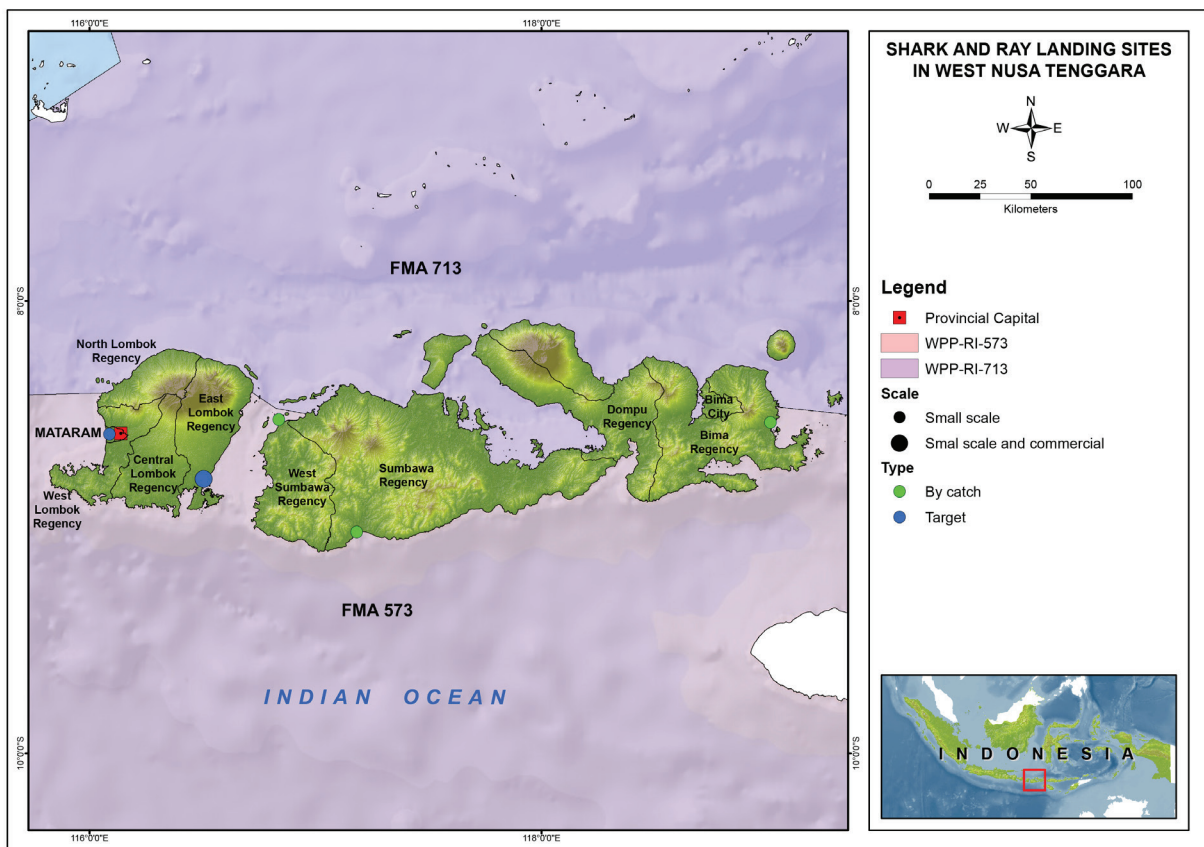 116°0'0"E
118°0'0"E
8°0'0"S
10°0'0"S
8°0'0"S
10°0'0"S
116°0'0"E
118°0'0"E
FMA 713
North Lombok
Regency
East
Lombok
Regency
MATARAM
Central
Lombok
Regency
West
Lombok
Regency
West
Sumbawa
Regency
Sumbawa
Regency
Dompu
Regency
Bima
City
Bima
Regency
FMA 573
INDIAN OCEAN
SHARK AND RAY LANDING SITES
IN WEST NUSA TENGGARA
N
W E
S
0 25 50 100
Kilometers
Legend
Provincial Capital
WPP-RI-573
WPP-RI-713
Scale
Small scale
Smal scale and commercial
Type
By catch
Target
INDONESIA